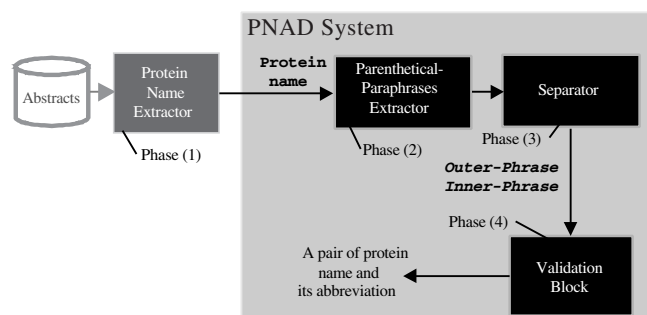 PNAD System
Abstracts
Protein
Name
Extractor
Phase (1)
Protein
name
Parenthetical-
Paraphrases
Extractor
Phase (2)
Separator
Phase (3)
Outer-Phrase
Inner-Phrase
Phase (4)
Validation
Block
A pair of protein
name and
its abbreviation